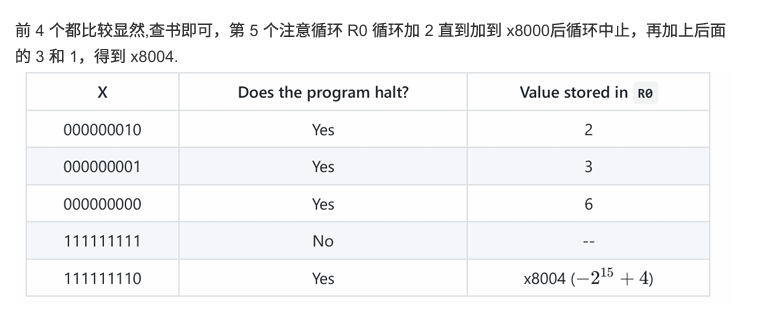 前 4 个都比较显然,查书即可，第 5 个注意循环 R0 循环加 2 直到加到 x8000后循环中止，再加上后面
的 3 和 1，得到 x8004.
X Does the program halt? Value stored in R0
000000010 Yes 2
000000001 Yes 3
000000000 Yes 6
111111111 No --
111111110 Yes x8004 (−2¹⁵ + 4)